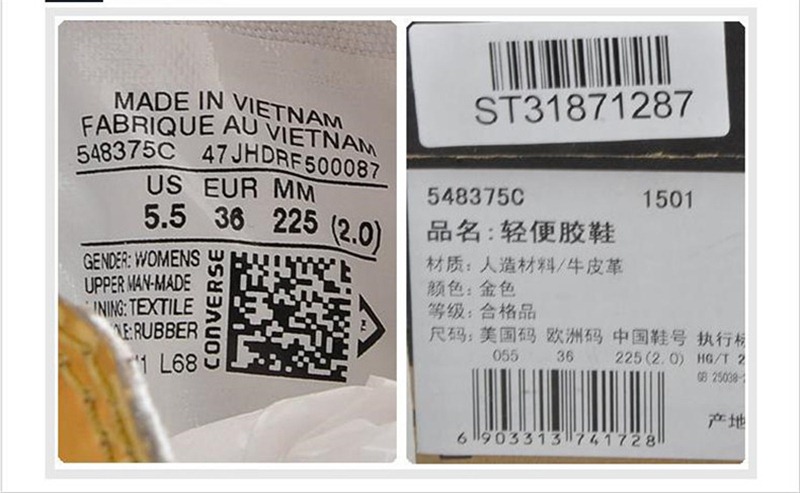 MADE IN VIETNAM
FABRIQUE AU VIETNAM
548375C 47JHDRF500087
US EUR MM
5.5 36 225 (2.0)
GENDER: WOMENS
UPPER MAN-MADE
LINING: TEXTILE
RUBBER
L68
CONVERSE
ST31871287
548375C 1501
品名:轻便胶鞋
材质:人造材料/牛皮革
颜色:金色
等级:合格品
尺码:美国码 欧洲码 中国鞋号 执行标
055 36 225(2.0) HG/T 2
GB 25038-
6 903313 741728
产地